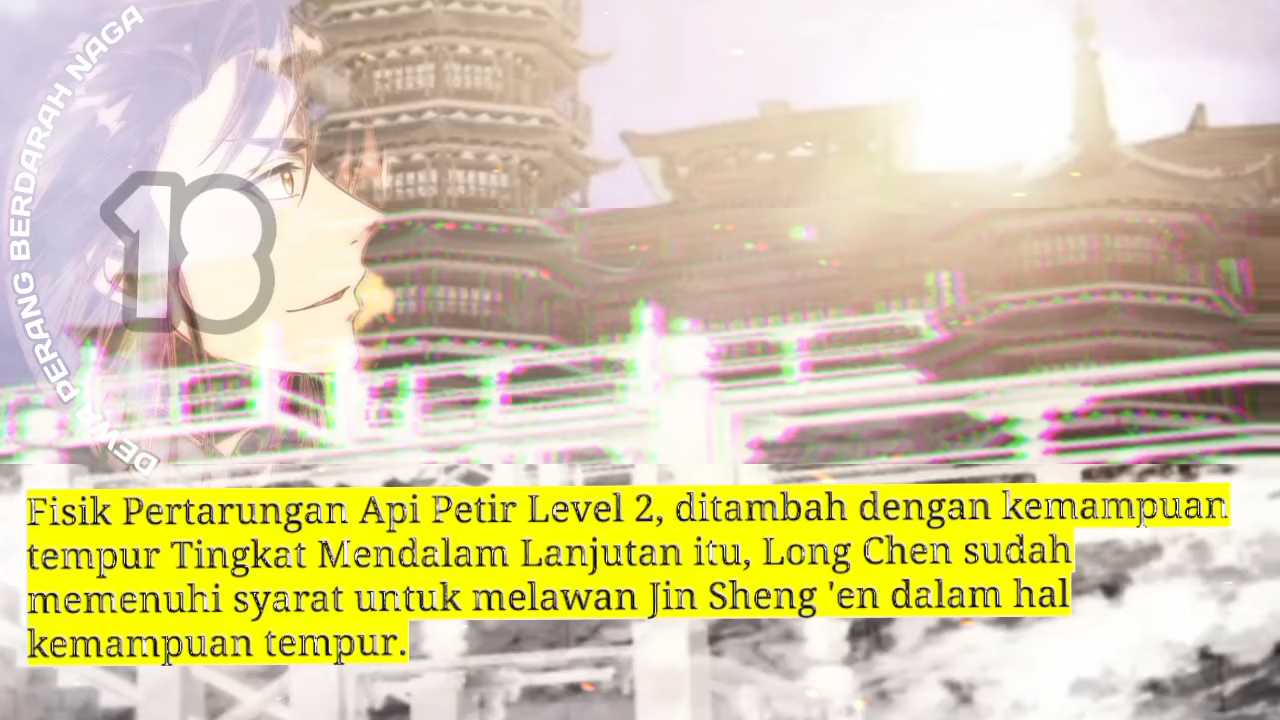 DEWA PERANG BERDARAH NAGA
18
Fisik Pertarungan Api Petir Level 2, ditambah dengan kemampuan
tempur Tingkat Mendalam Lanjutan itu, Long Chen sudah
memenuhi syarat untuk melawan Jin Sheng 'en dalam hal
kemampuan tempur.